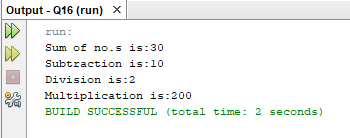 Output - Q16 (run) ×
run:
Sum of no.s is:30
Subtraction is:10
Division is:2
Multiplication is:200
BUILD SUCCESSFUL (total time: 2 seconds)